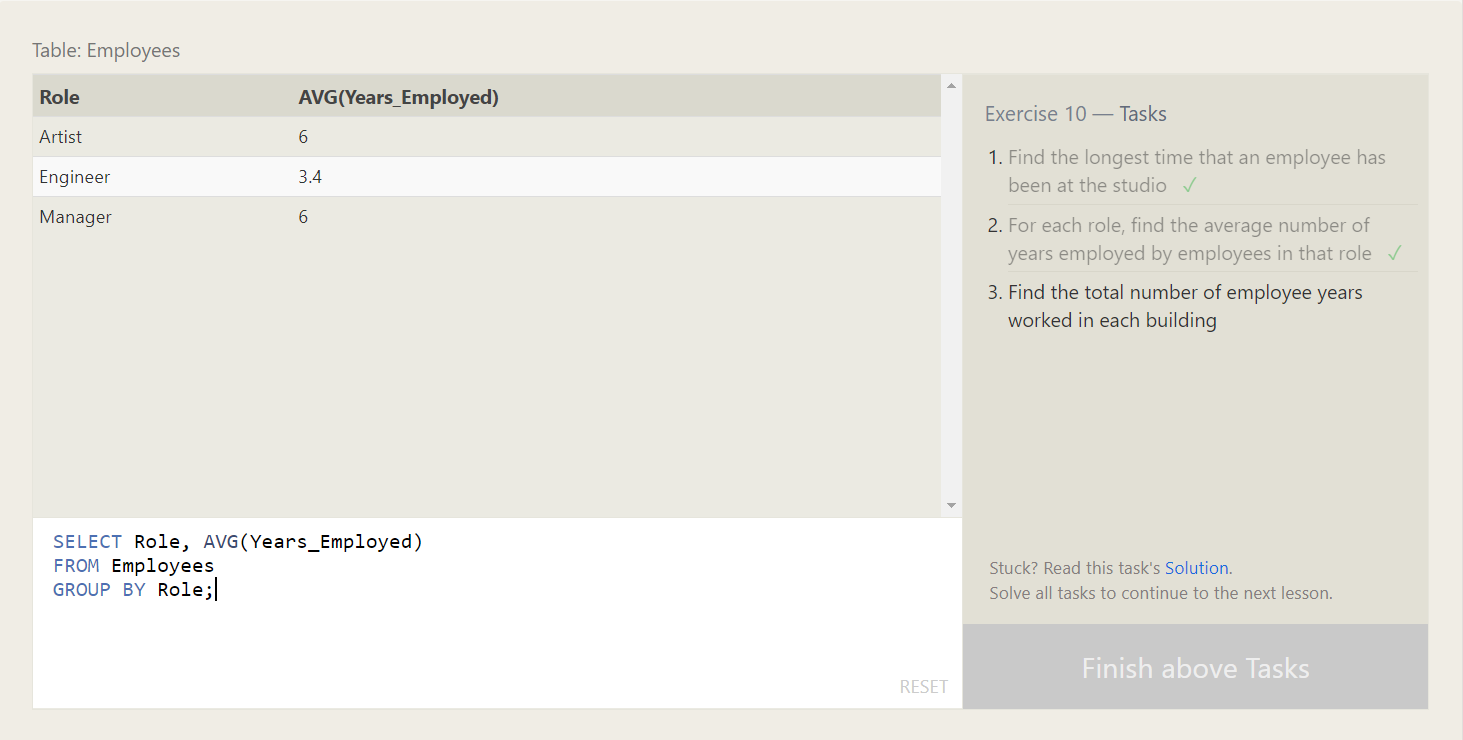 Table: Employees
Role AVG(Years_Employed)
Artist 6
Engineer 3.4
Manager 6
SELECT Role, AVG(Years_Employed)
FROM Employees
GROUP BY Role;
RESET
Exercise 10 — Tasks
1. Find the longest time that an employee has
been at the studio ✓
2. For each role, find the average number of
years employed by employees in that role ✓
3. Find the total number of employee years
worked in each building
Stuck? Read this task's Solution.
Solve all tasks to continue to the next lesson.
Finish above Tasks